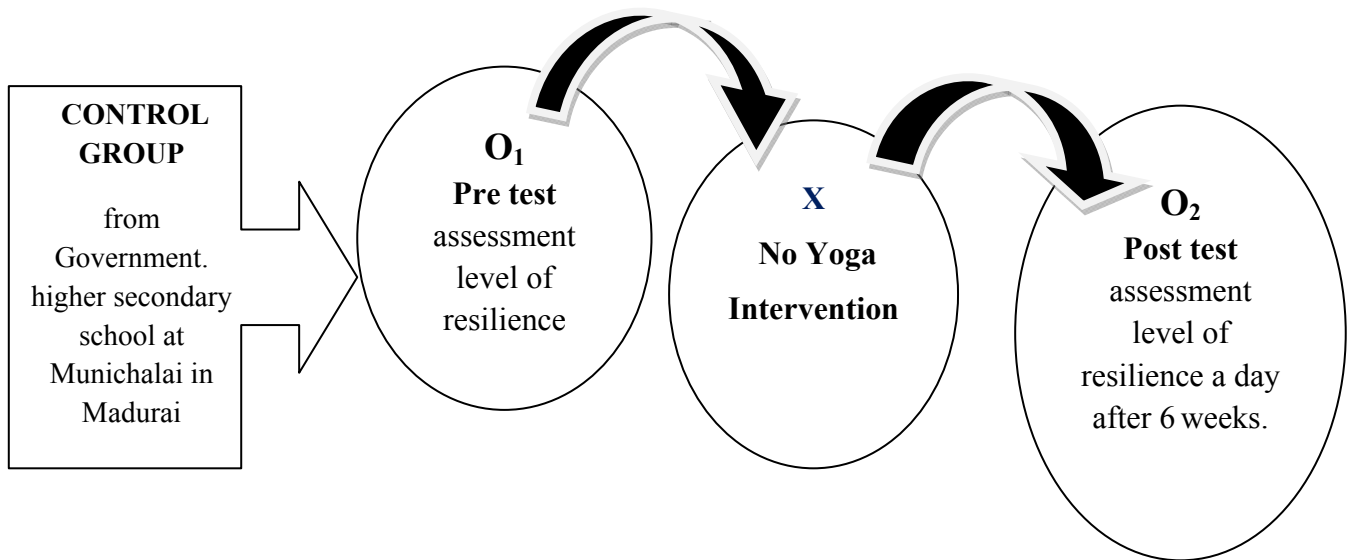 CONTROL
GROUP
from
Government.
higher secondary
school at
Munichalai in
Madurai
O₁
Pre test
assessment
level of
resilience
X
No Yoga
Intervention
O₂
Post test
assessment
level of
resilience a day
after 6 weeks.